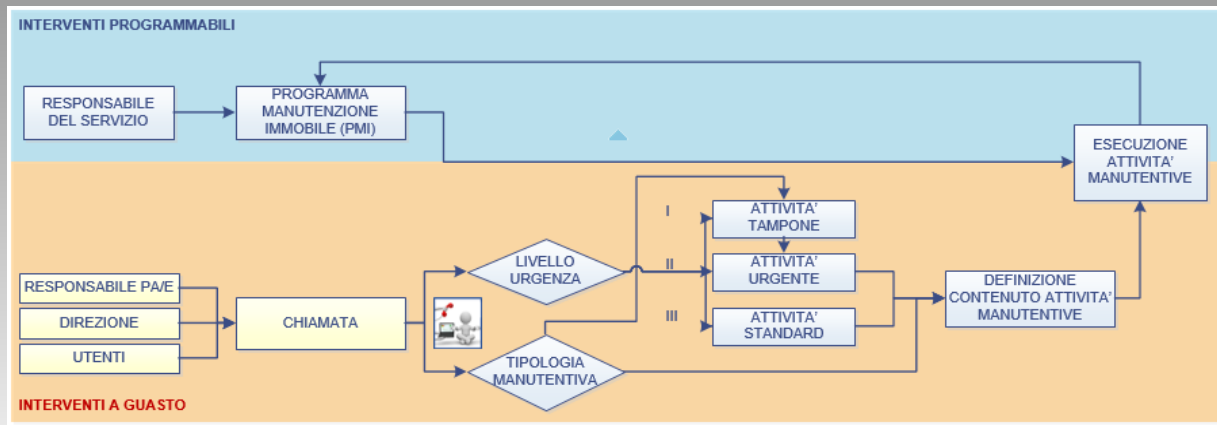 INTERVENTI PROGRAMMABILI
RESPONSABILE
DEL SERVIZIO
PROGRAMMA
MANUTENZIONE
IMMOBILE (PMI)
ESECUZIONE
ATTIVITA'
MANUTENTIVE
I
ATTIVITA'
TAMPONE
LIVELLO
URGENZA
II
ATTIVITA'
URGENTE
RESPONSABILE PA/E
DIREZIONE
UTENTI
CHIAMATA
DEFINIZIONE
CONTENUTO ATTIVITA'
MANUTENTIVE
III
ATTIVITA'
STANDARD
TIPOLOGIA
MANUTENTIVA
INTERVENTI A GUASTO